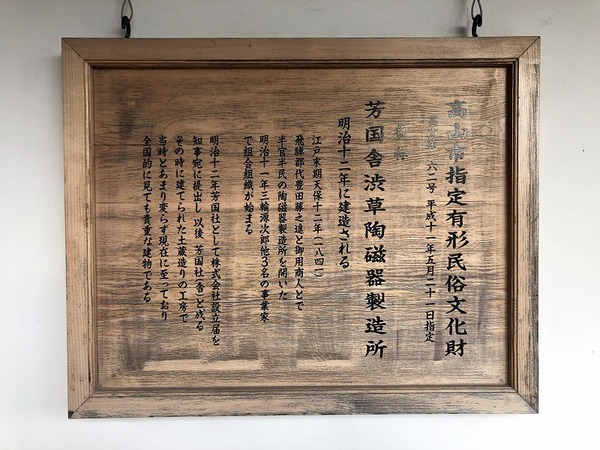 高山市指定有形民俗文化財
第十六 六二号 平成十一年五月二十一日指定
名称
芳国舎渋草陶磁器製造所
明治十二年に建造される
江戸末期天保十二年(一八四一)
飛騨郡代豊田藤之進と御用商人とで
半官半民の陶磁器製造所を開いた
明治十一年三輪源次郎他3名の事業家
で組合組織が始まる
明治十二年芳国社として株式会社設立届を
知事宛に提出し以後 芳国社(舎)と成る
その時に建てられた土蔵造りの工房で
当時とあまり変らず現在に至っており
全国的に見ても貴重な建物である